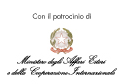 Con il patrocinio di
Ministero degli Affari Esteri
e della Cooperazione Internazionale